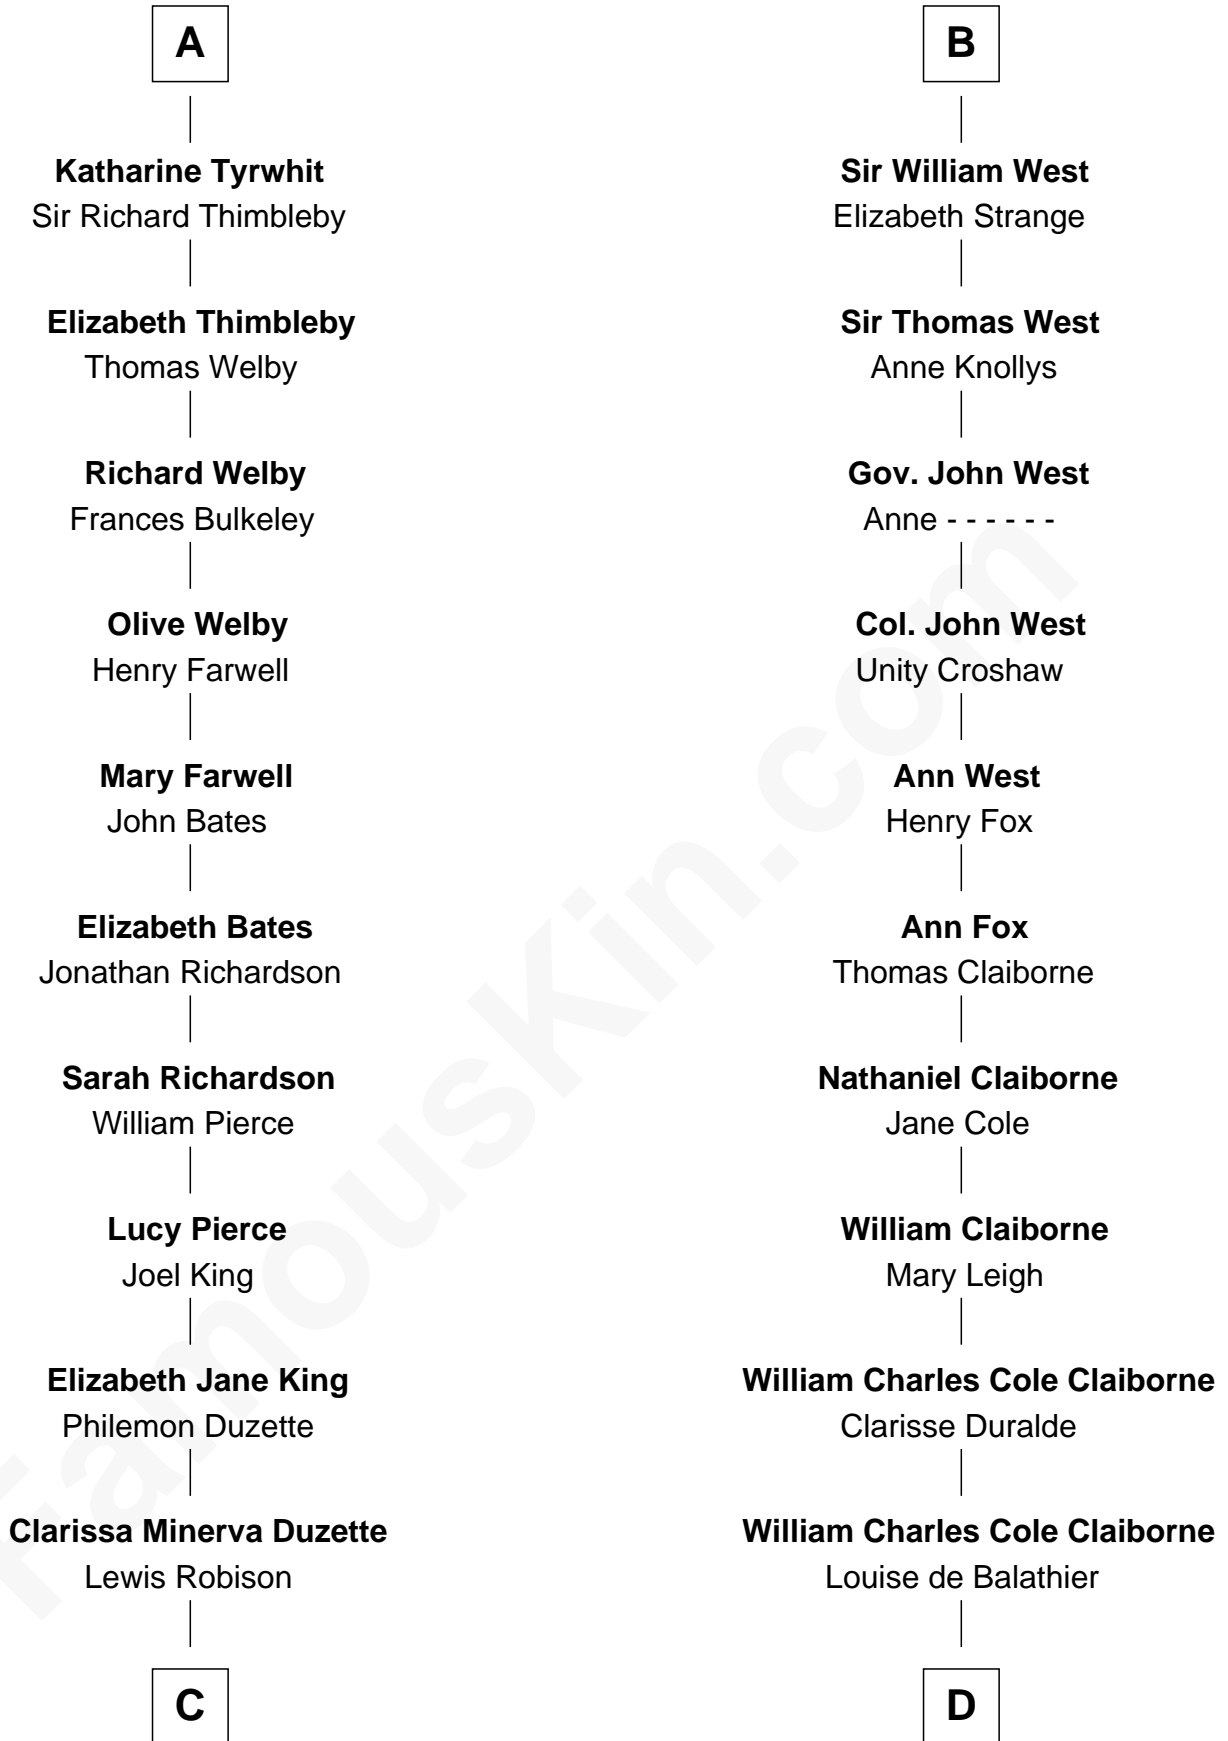 A
Katharine Tyrwhit
Sir Richard Thimbleby
Elizabeth Thimbleby
Thomas Welby
Richard Welby
Frances Bulkeley
Olive Welby
Henry Farwell
Mary Farwell
John Bates
Elizabeth Bates
Jonathan Richardson
Sarah Richardson
William Pierce
Lucy Pierce
Joel King
Elizabeth Jane King
Philemon Duzette
Clarissa Minerva Duzette
Lewis Robison
C
B
Sir William West
Elizabeth Strange
Sir Thomas West
Anne Knollys
Gov. John West
Anne - - - - - -
Col. John West
Unity Croshaw
Ann West
Henry Fox
Ann Fox
Thomas Claiborne
Nathaniel Claiborne
Jane Cole
William Claiborne
Mary Leigh
William Charles Cole Claiborne
Clarisse Duralde
William Charles Cole Claiborne
Louise de Balathier
D
FamousKin.com